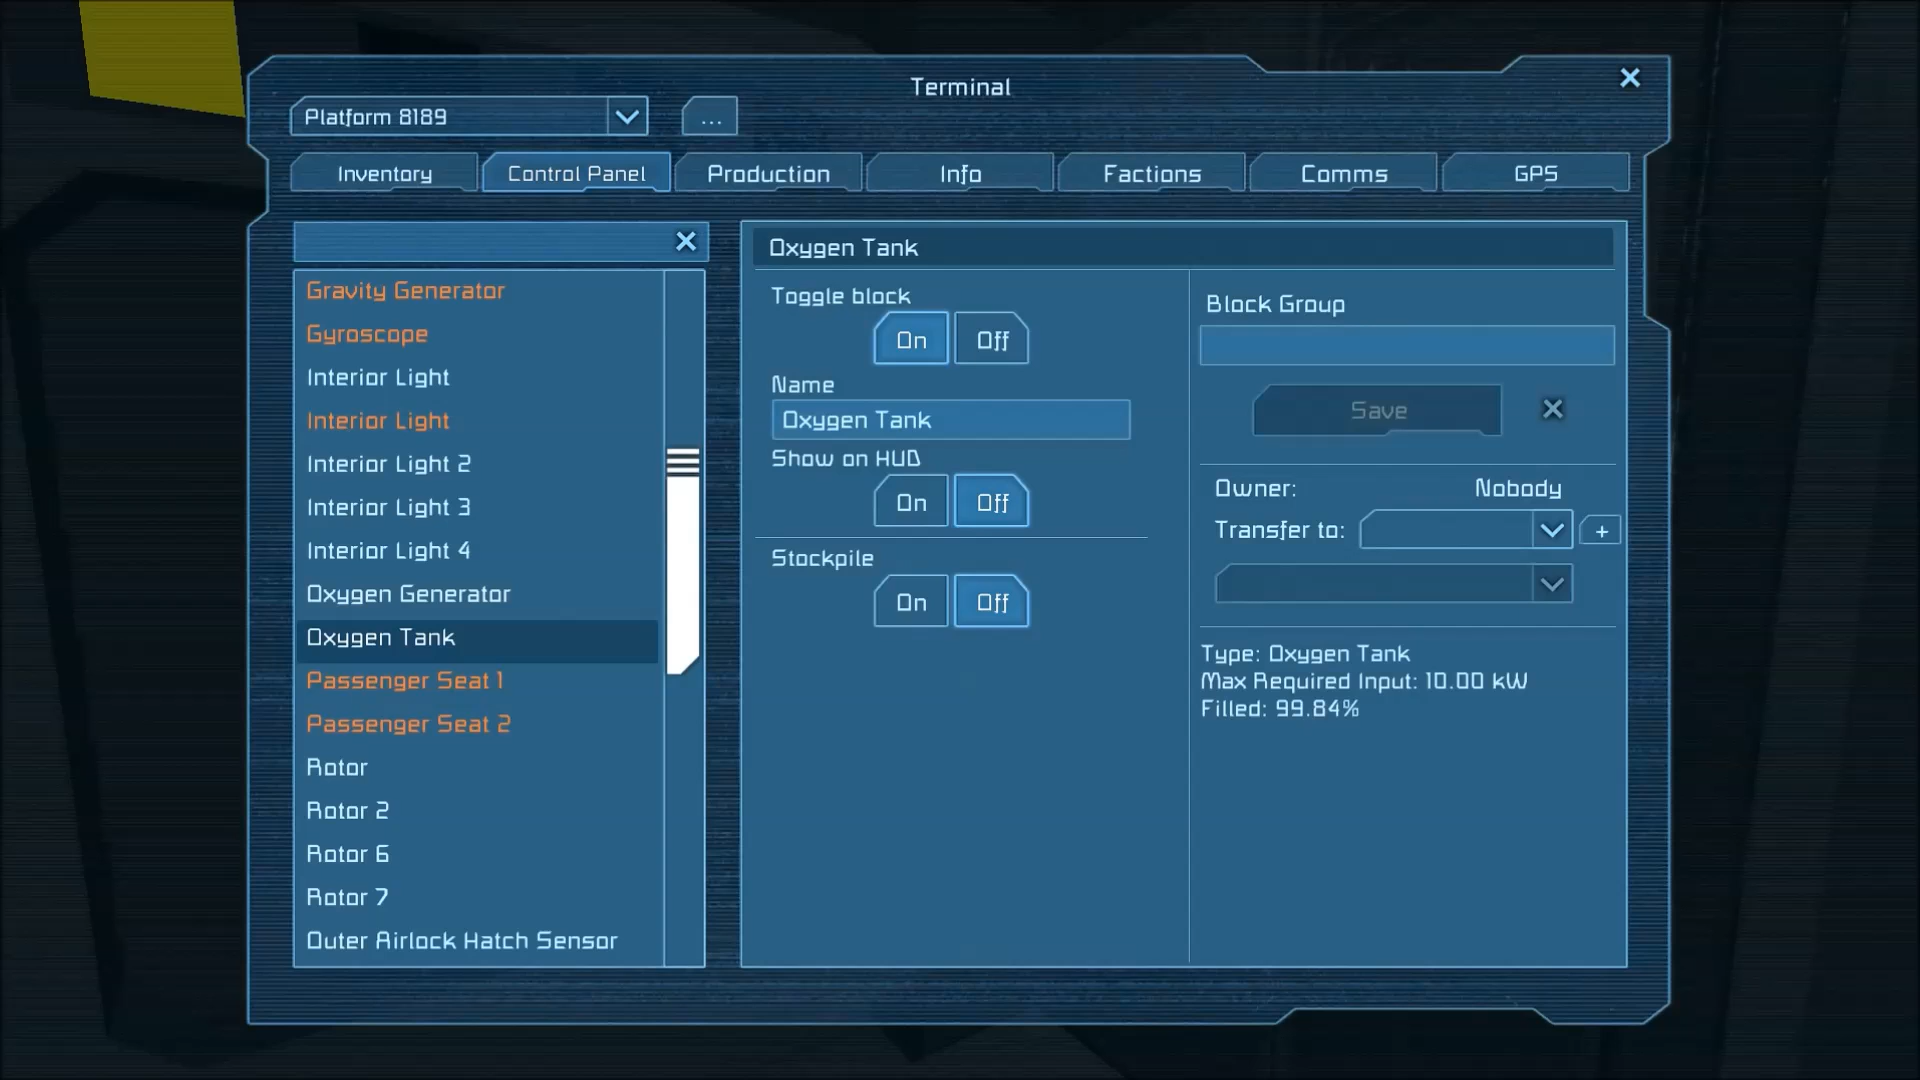 Terminal
Platform 8189
...
Inventory
Control Panel
Production
Info
Factions
Comms
GPS
Gravity Generator
Gyroscope
Interior Light
Interior Light
Interior Light 2
Interior Light 3
Interior Light 4
Oxygen Generator
Oxygen Tank
Passenger Seat 1
Passenger Seat 2
Rotor
Rotor 2
Rotor 6
Rotor 7
Outer Airlock Hatch Sensor
Oxygen Tank
Toggle block
On Off
Name
Oxygen Tank
Show on HUD
On Off
Stockpile
On Off
Block Group
Save
Owner: Nobody
Transfer to:
+
Type: Oxygen Tank
Max Required Input: 10.00 kW
Filled: 99.84%